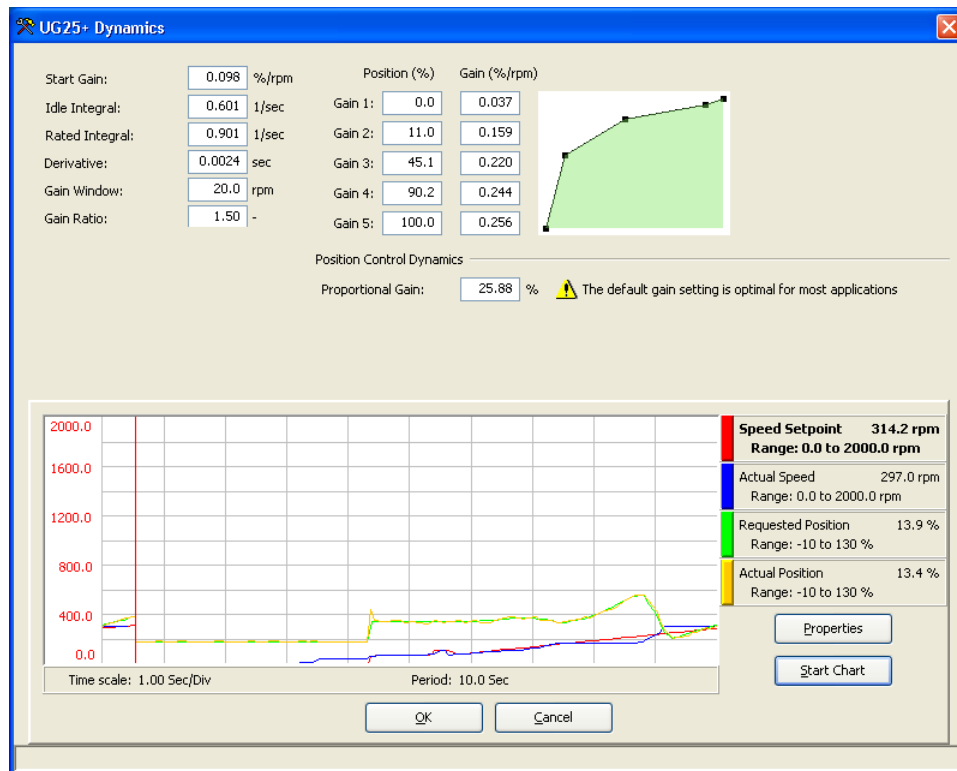 UG25+ Dynamics
Start Gain: 0.098 %/rpm
Idle Integral: 0.601 1/sec
Rated Integral: 0.901 1/sec
Derivative: 0.0024 sec
Gain Window: 20.0 rpm
Gain Ratio: 1.50 -
Position (%) Gain (%/rpm)
Gain 1: 0.0 0.037
Gain 2: 11.0 0.159
Gain 3: 45.1 0.220
Gain 4: 90.2 0.244
Gain 5: 100.0 0.256
Position Control Dynamics
Proportional Gain: 25.88 % The default gain setting is optimal for most applications
2000.0
1600.0
1200.0
800.0
400.0
0.0
Time scale: 1.00 Sec/Div Period: 10.0 Sec
Speed Setpoint 314.2 rpm
Range: 0.0 to 2000.0 rpm
Actual Speed 297.0 rpm
Range: 0.0 to 2000.0 rpm
Requested Position 13.9 %
Range: -10 to 130 %
Actual Position 13.4 %
Range: -10 to 130 %
Properties
Start Chart
OK Cancel